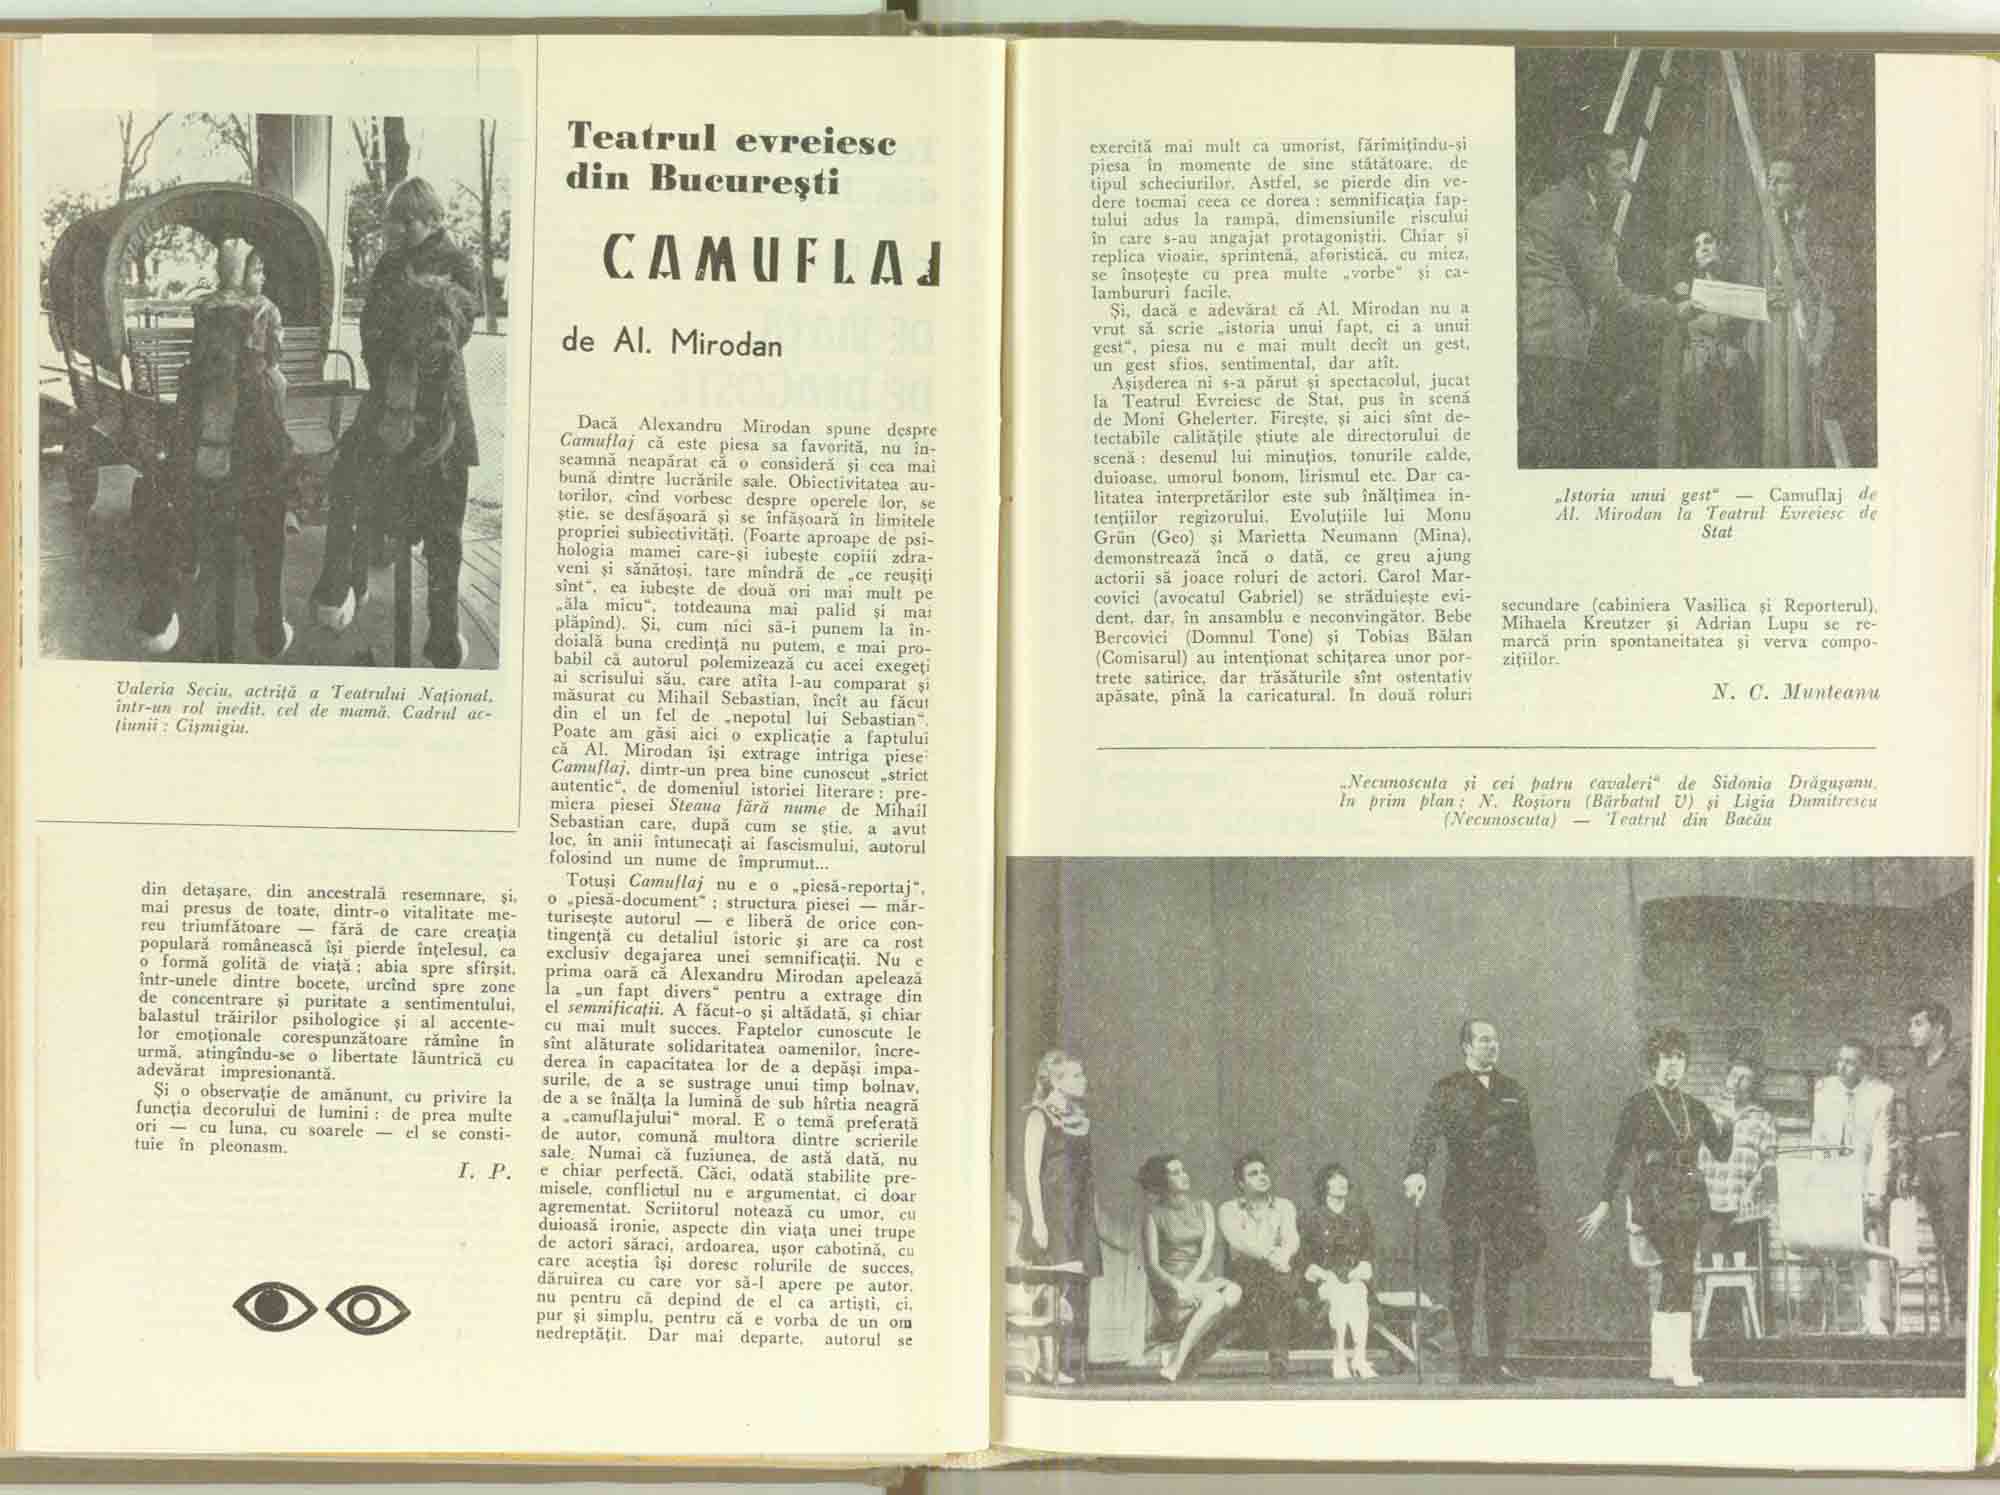 Valeria Seciu, actriță a Teatrului Național,
într-un rol inedit, cel de mamă. Cadrul ac-
țiunii : Cișmigiu.
din detașare, din ancestrală resemnare, și,
mai presus de toate, dintr-o vitalitate me-
reu triumfătoare — fără de care creația
populară românească își pierde înțelesul, ca
o formă golită de viață ; abia spre sfîrșit,
într-unele dintre bocete, urcînd spre zone
de concentrare și puritate a sentimentului,
balastul trăirilor psihologice și al accente-
lor emoționale corespunzătoare rămîne în
urmă, atingîndu-se o libertate lăuntrică cu
adevărat impresionantă.
Și o observație de amănunt, cu privire la
funcția decorului de lumini : de prea multe
ori — cu luna, cu soarele — el se consti-
tuie în pleonasm.
I. P.
Teatrul evreiesc
din București
CAMUFLAJ
de Al. Mirodan
Dacă Alexandru Mirodan spune despre
Camuflaj că este piesa sa favorită, nu în-
seamnă neapărat că o consideră și cea mai
bună dintre lucrările sale. Obiectivitatea au-
torilor, cînd vorbesc despre operele lor, se
știe, se desfășoară și se înfășoară în limitele
propriei subiectivități. (Foarte aproape de psi-
hologia mamei care-și iubește copiii zdra-
veni și sănătoși, tare mîndră de „ce reușiți
sînt“, ea iubește de două ori mai mult pe
„ăla micu“, totdeauna mai palid și mai
plăpînd). Și, cum nici să-i punem la în-
doială buna credință nu putem, e mai pro-
babil că autorul polemizează cu acei exegeți
ai scrisului său, care atîta l-au comparat și
măsurat cu Mihail Sebastian, încît au făcut
din el un fel de „nepotul lui Sebastian“.
Poate am găsi aici o explicație a faptului
că Al. Mirodan își extrage intriga piesei
Camuflaj, dintr-un prea bine cunoscut „strict
autentic“, de domeniul istoriei literare : pre-
miera piesei Steaua fără nume de Mihail
Sebastian care, după cum se știe, a avut
loc, în anii întunecați ai fascismului, autorul
folosind un nume de împrumut...
Totuși Camuflaj nu e o „piesă-reportaj“,
o „piesă-document“ ; structura piesei — măr-
turisește autorul — e liberă de orice con-
tingență cu detaliul istoric și are ca rost
exclusiv degajarea unei semnificații. Nu e
prima oară că Alexandru Mirodan apelează
la „un fapt divers“ pentru a extrage din
el semnificații. A făcut-o și altădată, și chiar
cu mai mult succes. Faptelor cunoscute le
sînt alăturate solidaritatea oamenilor, încre-
derea în capacitatea lor de a depăși impa-
surile, de a se sustrage unui timp bolnav,
de a se înălța la lumină de sub hîrtia neagră
a „camuflajului“ moral. E o temă preferată
de autor, comună multora dintre scrierile
sale. Numai că fuziunea, de astă dată, nu
e chiar perfectă. Căci, odată stabilite pre-
misele, conflictul nu e argumentat, ci doar
agrementat. Scriitorul notează cu umor, cu
duioasă ironie, aspecte din viața unei trupe
de actori săraci, ardoarea, ușor cabotină, cu
care aceștia își doresc rolurile de succes,
dăruirea cu care vor să-l apere pe autor,
nu pentru că depind de el ca artiști, ci,
pur și simplu, pentru că e vorba de un om
nedreptățit. Dar mai departe, autorul se
exercită mai mult ca umorist, fărîmițîndu-și
piesa în momente de sine stătătoare, de
tipul scheciurilor. Astfel, se pierde din ve-
dere tocmai ceea ce dorea : semnificația fap-
tului adus la rampă, dimensiunile riscului
în care s-au angajat protagoniștii. Chiar și
replica vioaie, sprintenă, aforistică, cu miez,
se însoțește cu prea multe „vorbe“ și ca-
lambururi facile.
Și, dacă e adevărat că Al. Mirodan nu a
vrut să scrie „istoria unui fapt, ci a unui
gest“, piesa nu e mai mult decît un gest,
un gest sfios, sentimental, dar atît.
Așișderea ni s-a părut și spectacolul, jucat
la Teatrul Evreiesc de Stat, pus în scenă
de Moni Ghelerter. Firește, și aici sînt de-
tectabile calitățile știute ale directorului de
scenă : desenul lui minuțios, tonurile calde,
duioase, umorul bonom, lirismul etc. Dar ca-
litatea interpretărilor este sub înălțimea in-
tențiilor regizorului. Evoluțiile lui Monu
Grün (Geo) și Marietta Neumann (Mina),
demonstrează încă o dată, ce greu ajung
actorii să joace roluri de actori. Carol Mar-
covici (avocatul Gabriel) se străduiește evi-
dent, dar, în ansamblu e neconvingător. Bebe
Bercovici (Domnul Tone) și Tobias Bălan
(Comisarul) au intenționat schițarea unor por-
trete satirice, dar trăsăturile sînt ostentativ
apăsate, pînă la caricatural. În două roluri
„Istoria unui gest“ — Camuflaj de
Al. Mirodan la Teatrul Evreiesc de
Stat
secundare (cabiniera Vasilica și Reporterul),
Mihaela Kreutzer și Adrian Lupu se re-
marcă prin spontaneitatea și verva compo-
zițiilor.
N. C. Munteanu
„Necunoscuta și cei patru cavaleri“ de Sidonia Drăgușanu.
În prim plan : N. Roșioru (Bărbatul V) și Ligia Dumitrescu
(Necunoscuta) — Teatrul din Bacău